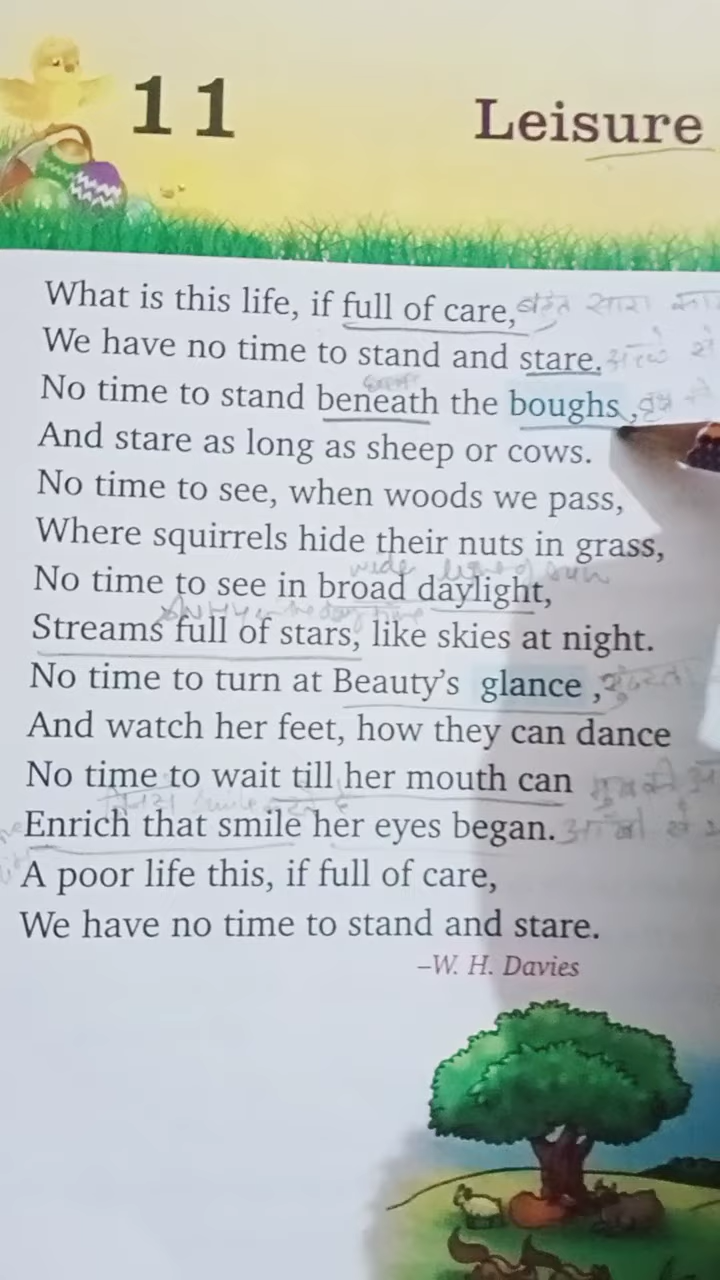 11 Leisure
What is this life, if full of care, बहुत सारा
We have no time to stand and stare.
No time to stand beneath the boughs,
And stare as long as sheep or cows.
No time to see, when woods we pass,
Where squirrels hide their nuts in grass,
wide
No time to see in broad daylight,
Streams full of stars, like skies at night.
No time to turn at Beauty's glance ,
And watch her feet, how they can dance
No time to wait till her mouth can
Enrich that smile her eyes began.
A poor life this, if full of care,
We have no time to stand and stare.
–W. H. Davies